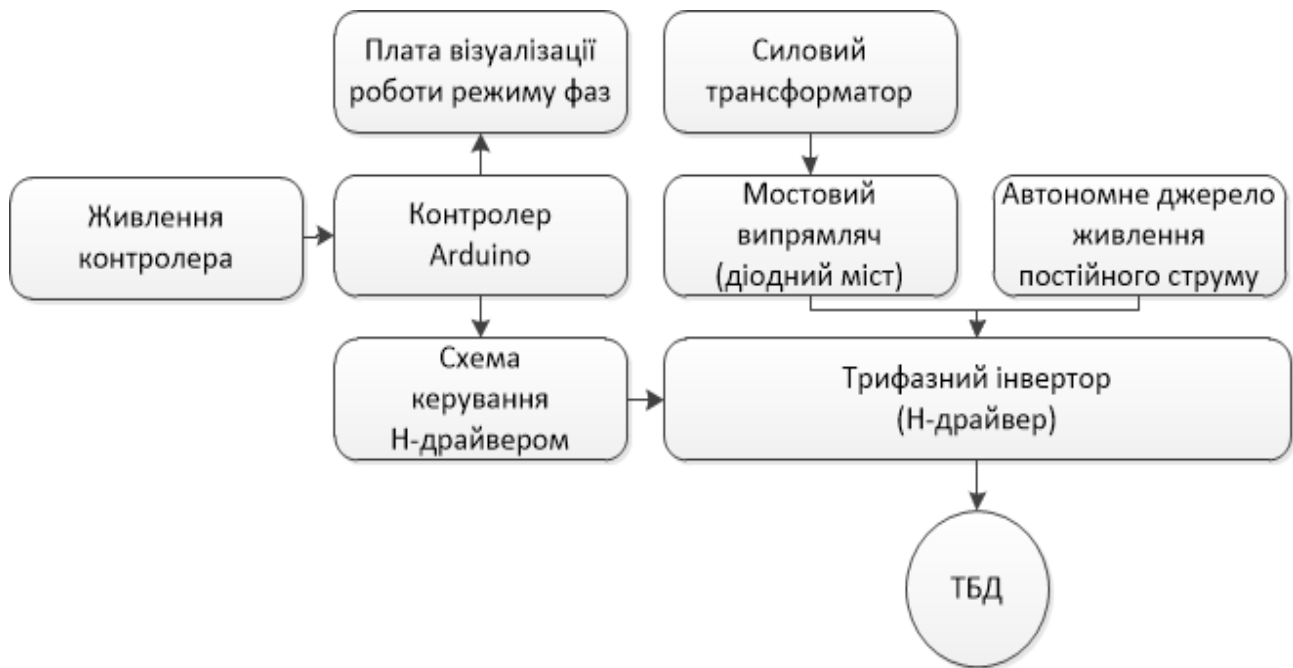 Плата візуалізації
роботи режиму фаз
Силовий
трансформатор
Живлення
контролера
Контролер
Arduino
Мостовий
випрямляч
(діодний міст)
Автономне джерело
живлення
постійного струму
Схема
керування
Н-драйвером
Трифазний інвертор
(Н-драйвер)
ТБД